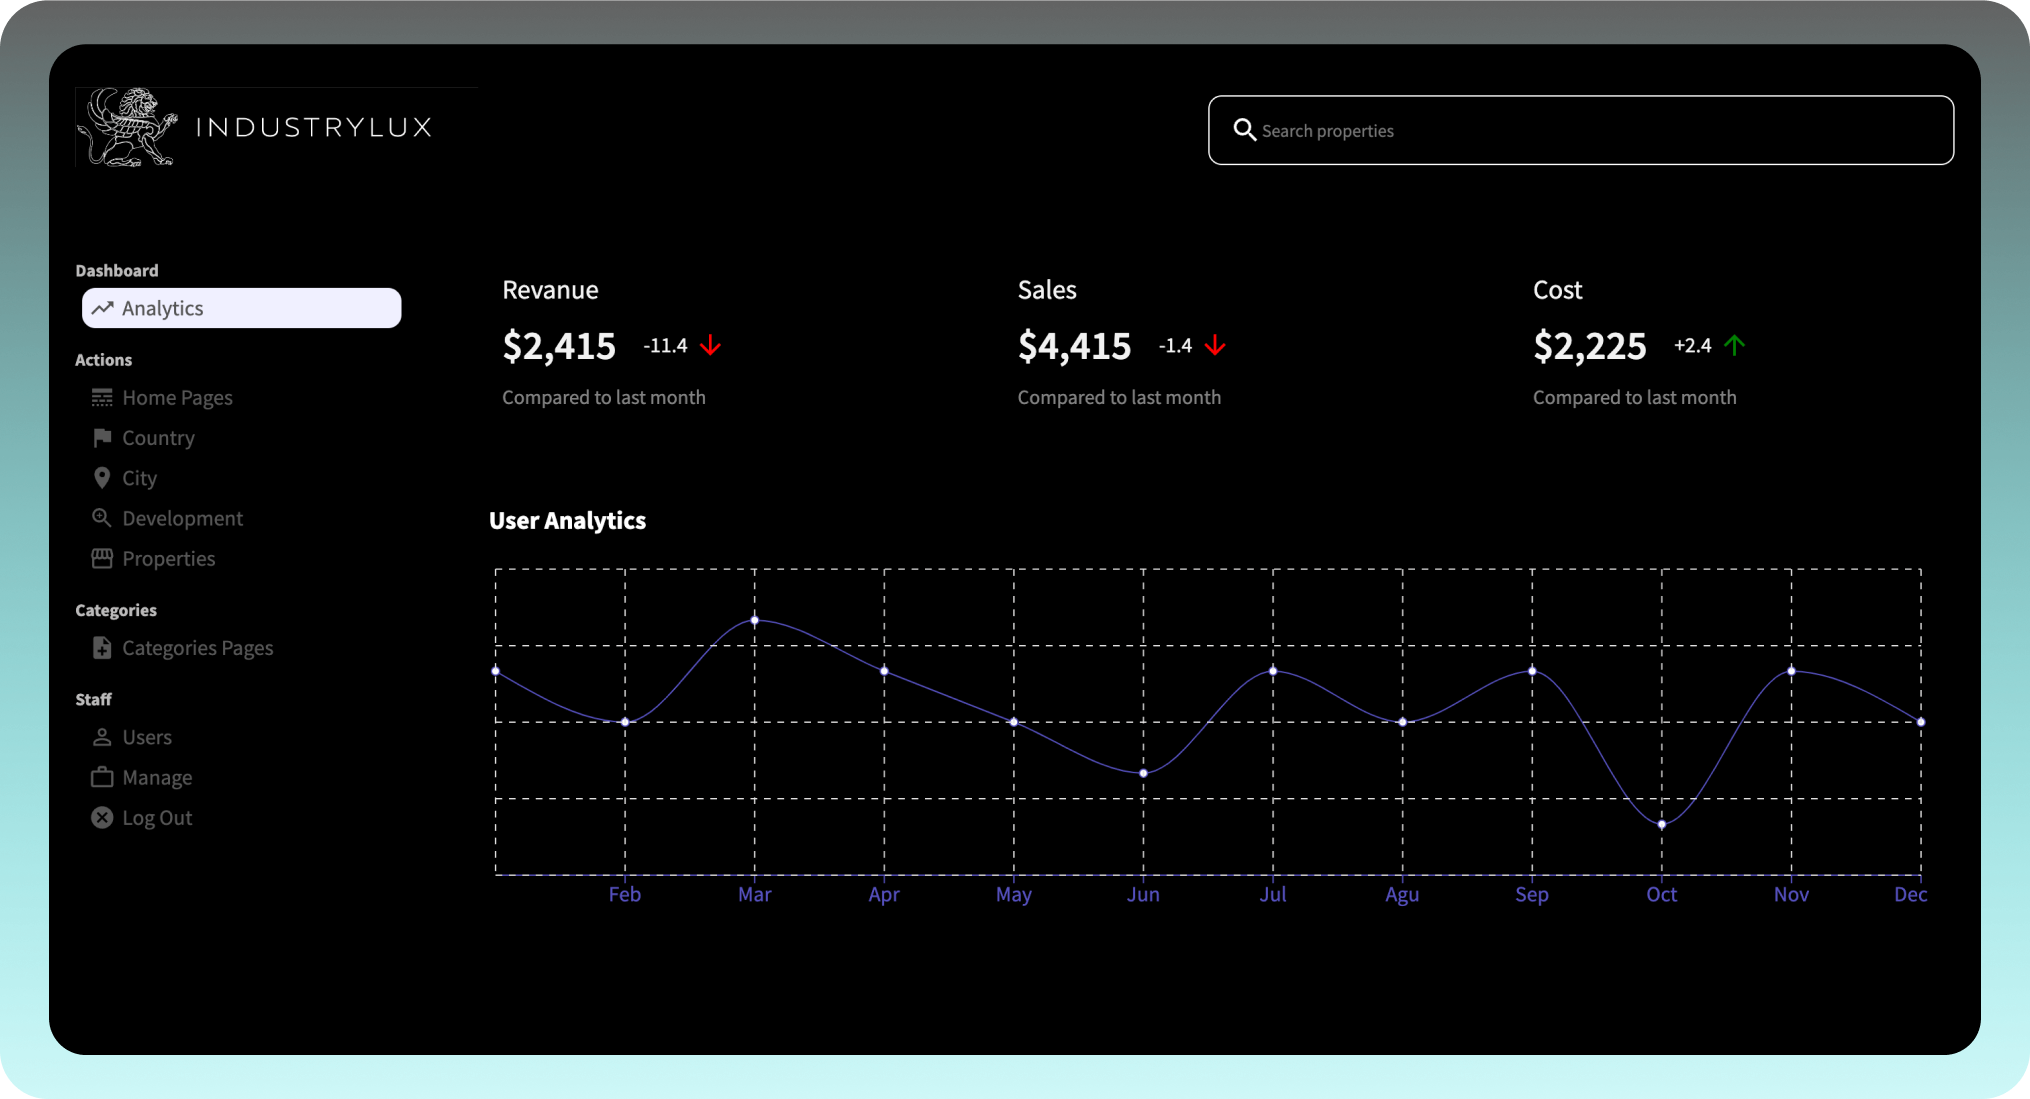 INDUSTRYLUX
Search properties
Dashboard
Analytics
Actions
Home Pages
Country
City
Development
Properties
Categories
Categories Pages
Staff
Users
Manage
Log Out
Revanue
$2,415 -11.4
Compared to last month
Sales
$4,415 -1.4
Compared to last month
Cost
$2,225 +2.4
Compared to last month
User Analytics
Feb Mar Apr May Jun Jul Agu Sep Oct Nov Dec